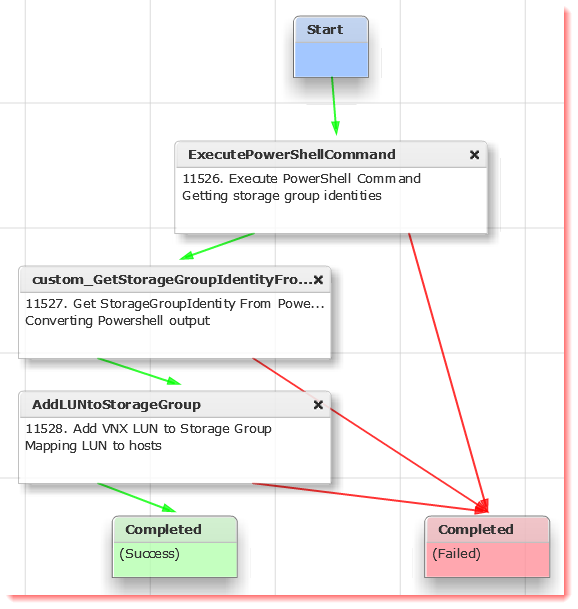 Start
ExecutePowerShellCommand
11526. Execute PowerShell Command
Getting storage group identities
custom_GetStorageGroupIdentityFro...
11527. Get StorageGroupIdentity From Powe...
Converting Powershell output
AddLUNtoStorageGroup
11528. Add VNX LUN to Storage Group
Mapping LUN to hosts
Completed
(Success)
Completed
(Failed)